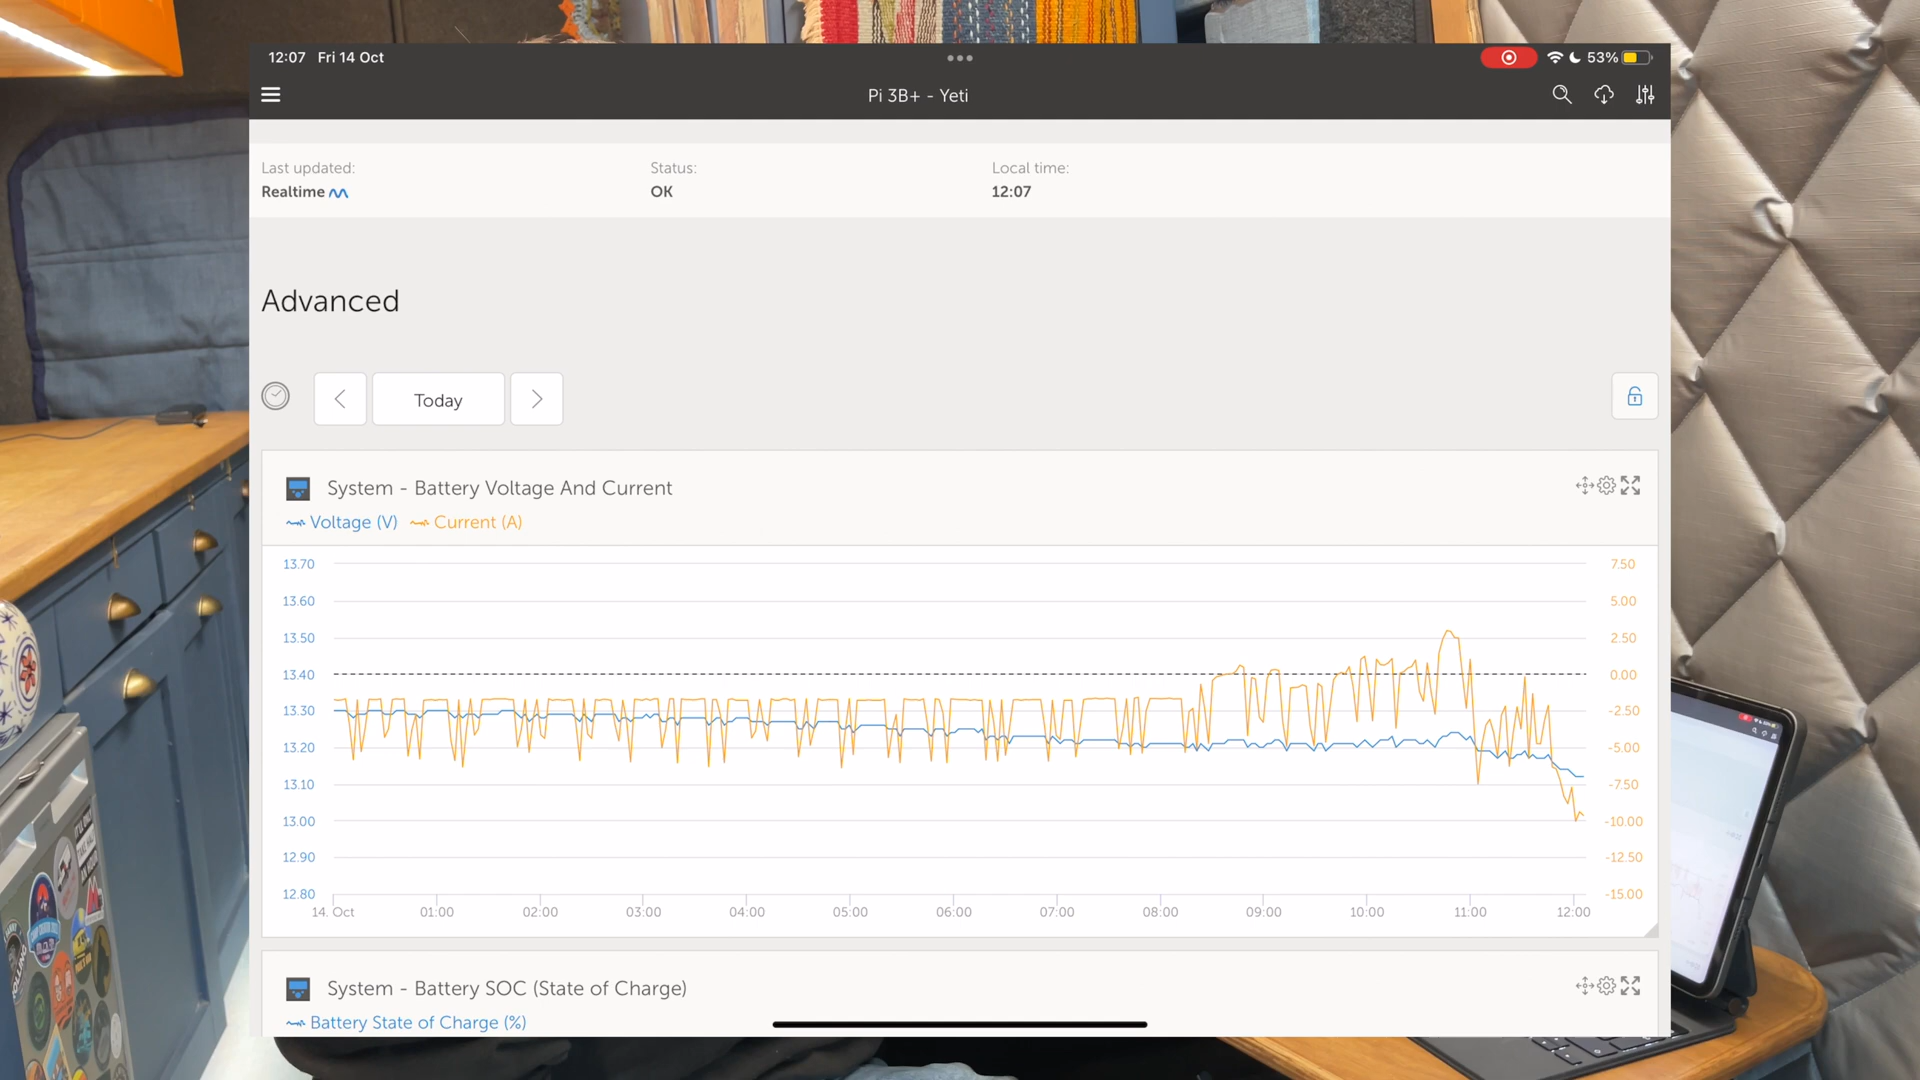 12:07 Fri 14 Oct
53%
Pi 3B+ - Yeti
Last updated:
Realtime
Status:
OK
Local time:
12:07
Advanced
Today
System - Battery Voltage And Current
Voltage (V) Current (A)
13.70 7.50
13.60 5.00
13.50 2.50
13.40 0.00
13.30 -2.50
13.20 -5.00
13.10 -7.50
13.00 -10.00
12.90 -12.50
12.80 -15.00
14. Oct 01:00 02:00 03:00 04:00 05:00 06:00 07:00 08:00 09:00 10:00 11:00 12:00
System - Battery SOC (State of Charge)
Battery State of Charge (%)